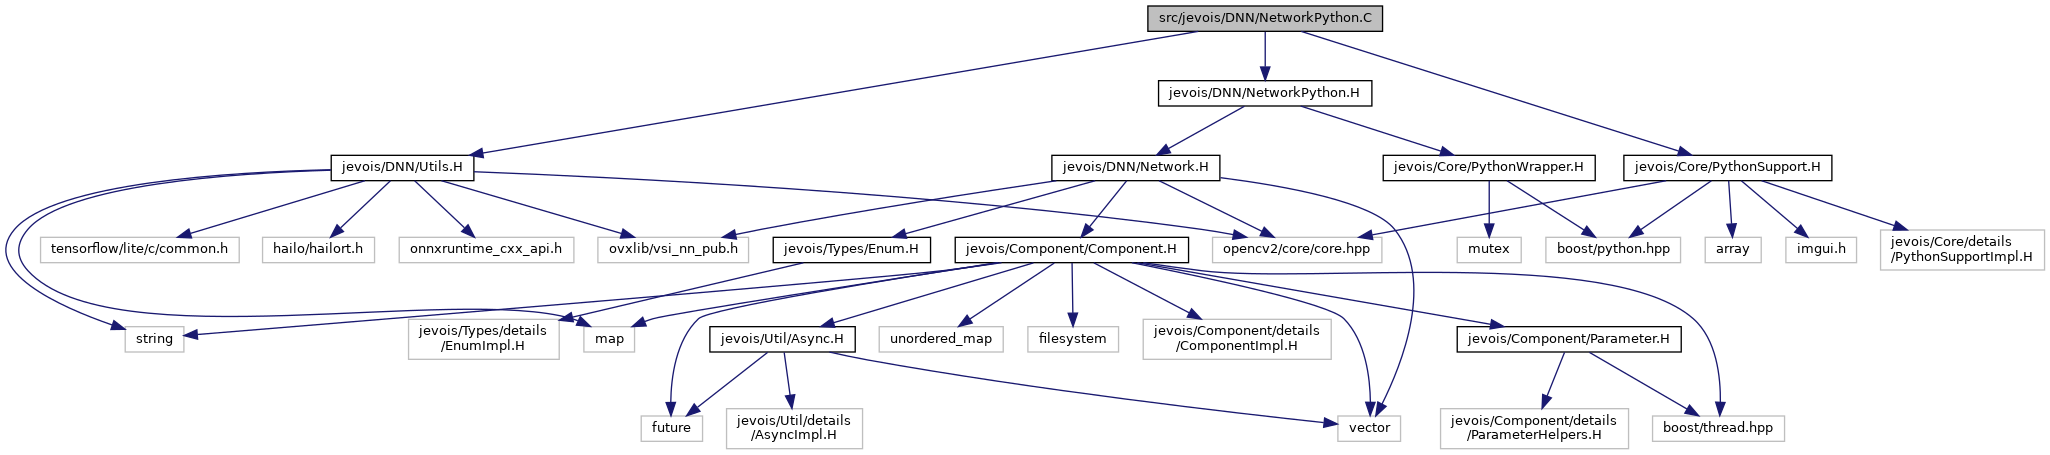 src/jevois/DNN/NetworkPython.C
jevois/DNN/NetworkPython.H
jevois/DNN/Utils.H
jevois/DNN/Network.H
jevois/Core/PythonWrapper.H
jevois/Core/PythonSupport.H
tensorflow/lite/c/common.h
hailo/hailort.h
onnxruntime_cxx_api.h
ovxlib/vsi_nn_pub.h
jevois/Types/Enum.H
jevois/Component/Component.H
opencv2/core/core.hpp
mutex
boost/python.hpp
array
imgui.h
jevois/Core/details
/PythonSupportImpl.H
string
jevois/Types/details
/EnumImpl.H
map
jevois/Util/Async.H
unordered_map
filesystem
jevois/Component/details
/ComponentImpl.H
jevois/Component/Parameter.H
future
jevois/Util/details
/AsyncImpl.H
vector
jevois/Component/details
/ParameterHelpers.H
boost/thread.hpp